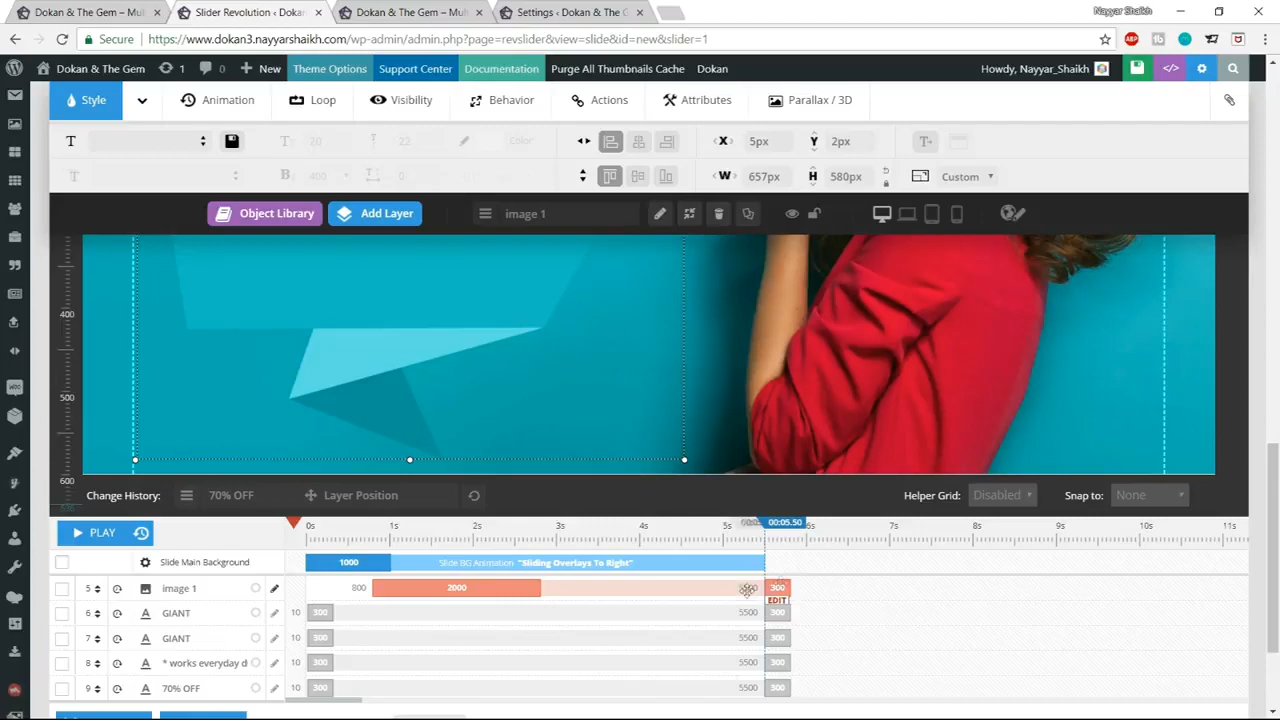 Dokan & The Gem – Mul
Slider Revolution ‹ Dokan
Dokan & The Gem – Mul
Settings ‹ Dokan & The G
Nayyar Shaikh
Secure
https://www.dokan3.nayyarshaikh.com/wp-admin/admin.php?page=revslider&view=slide&id=new&slider=1
Dokan & The Gem
1
0
New
Theme Options
Support Center
Documentation
Purge All Thumbnails Cache
Dokan
Howdy, Nayyar_Shaikh
Style
Animation
Loop
Visibility
Behavior
Actions
Attributes
Parallax / 3D
20
22
Color
X
5px
Y
2px
400
0
W
657px
H
580px
Custom
Object Library
Add Layer
image 1
400
500
600
Change History:
70% OFF
Layer Position
Helper Grid:
Disabled
Snap to:
None
PLAY
0s
1s
2s
3s
4s
5s
00:05.50
6s
7s
8s
9s
10s
11s
Slide Main Background
1000
Slide BG Animation "Sliding Overlays To Right"
5
image 1
800
2000
300
EDIT
6
GIANT
10
300
5500
300
7
GIANT
10
300
5500
300
8
* works everyday d
10
300
5500
300
9
70% OFF
10
300
5500
300